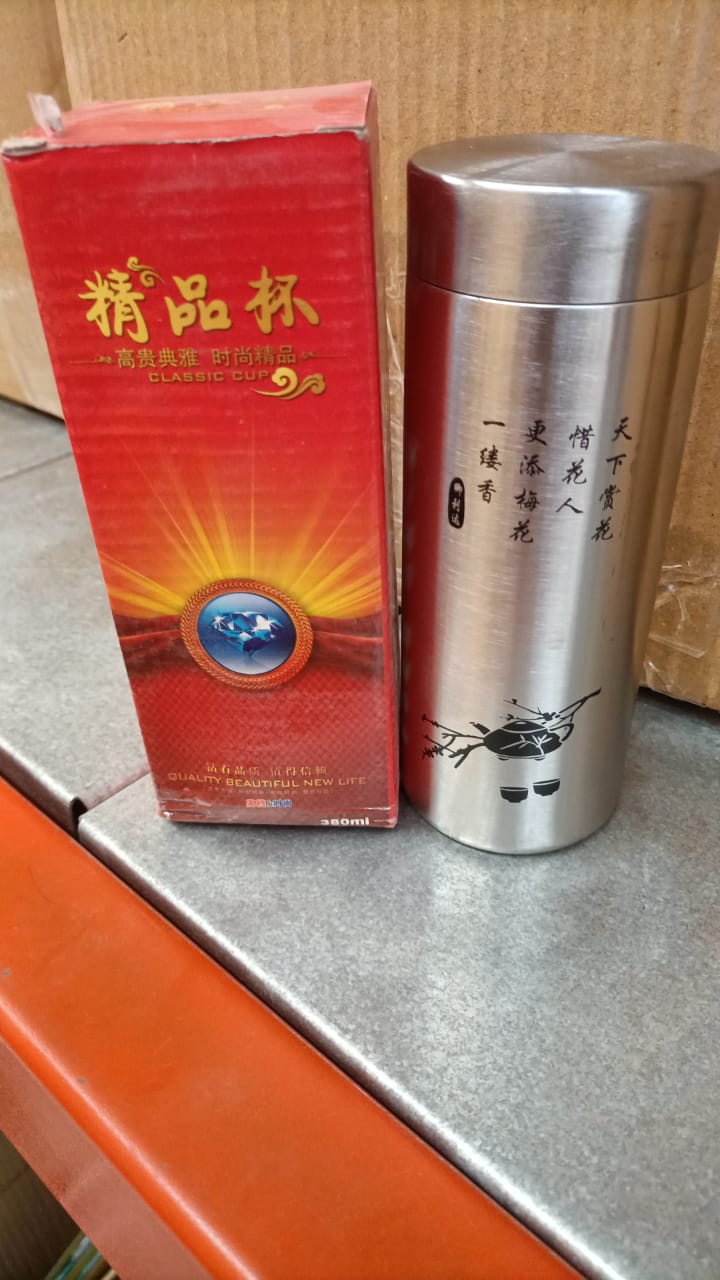 精品杯
高贵典雅 时尚精品
CLASSIC CUP
钻石品质 值得信赖
QUALITY BEAUTIFUL NEW LIFE
380ml
天下赏花
惜花人
更添梅花
一缕香